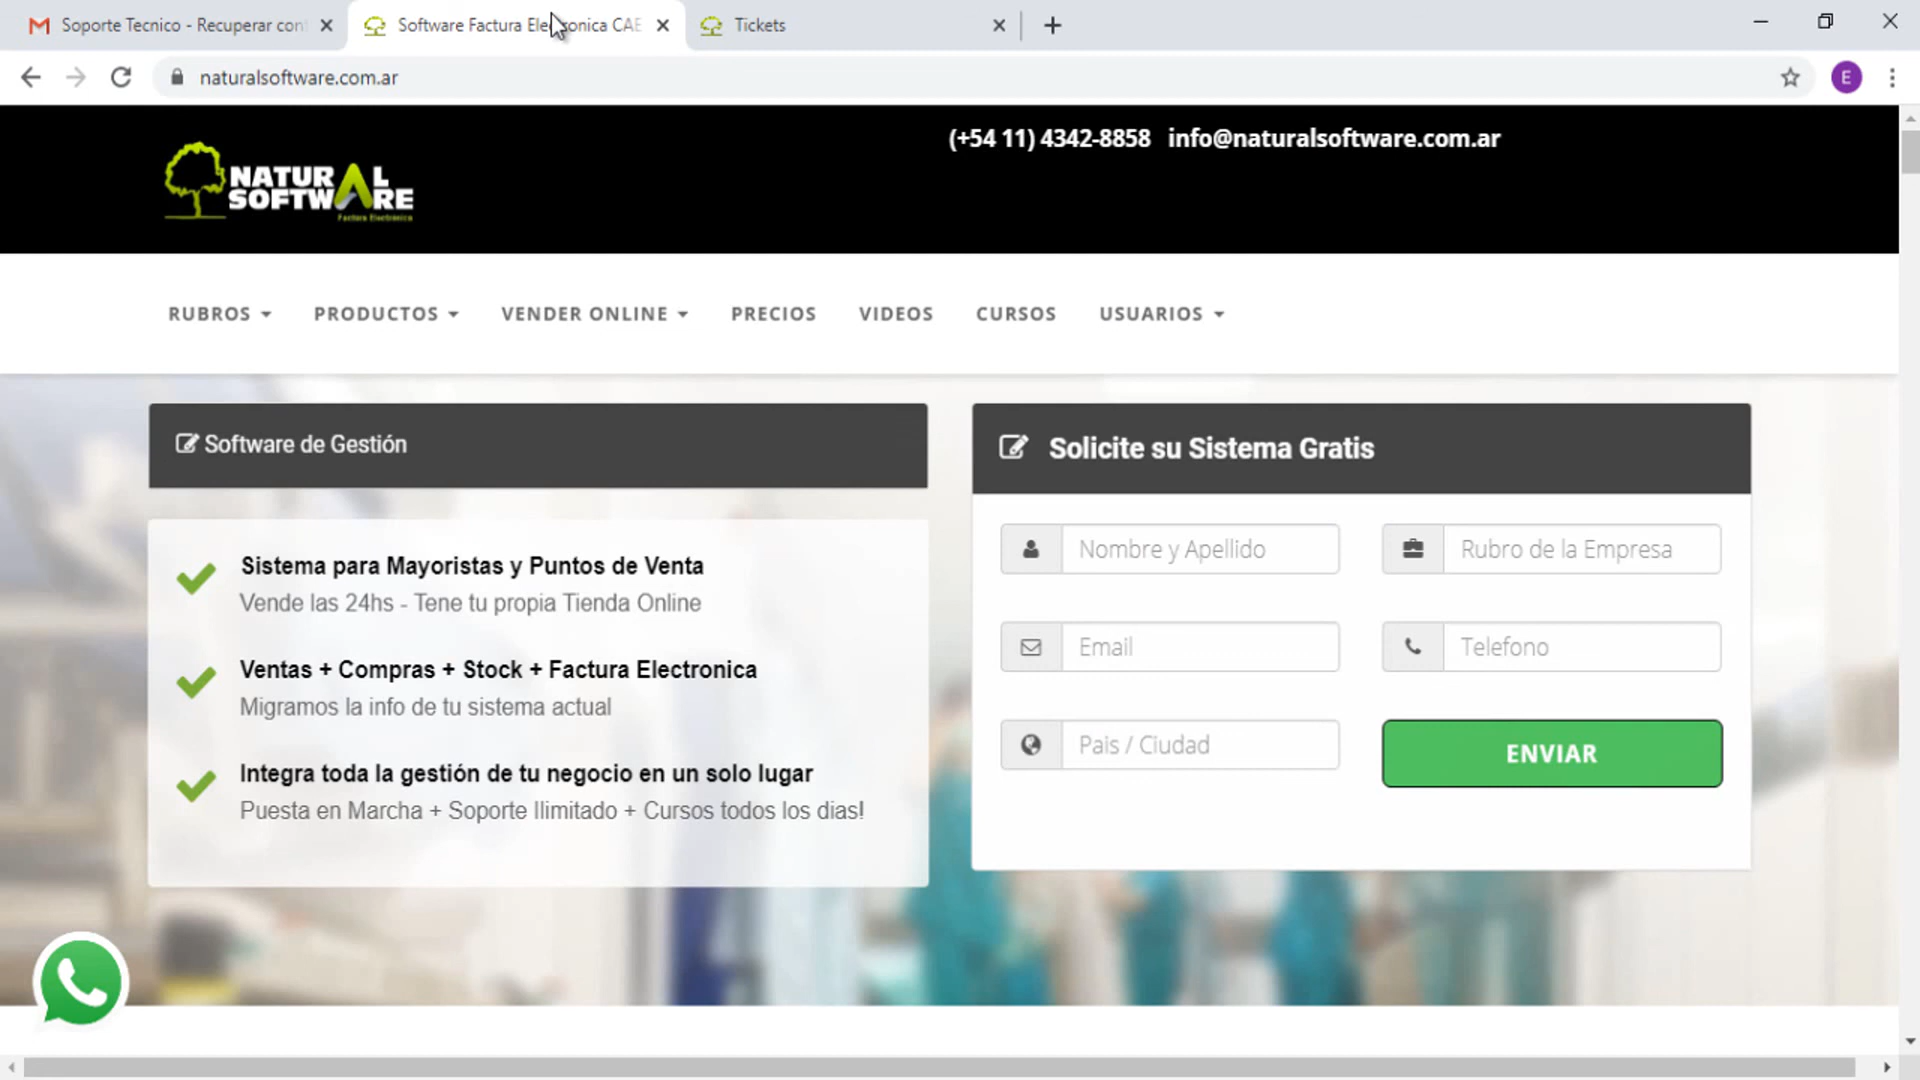 Soporte Tecnico - Recuperar con
Software Factura Electronica CAE
Tickets
naturalsoftware.com.ar
E
NATURAL
SOFTWARE
Factura Electrónica
(+54 11) 4342-8858 info@naturalsoftware.com.ar
RUBROS PRODUCTOS VENDER ONLINE PRECIOS VIDEOS CURSOS USUARIOS
Software de Gestión
Sistema para Mayoristas y Puntos de Venta
Vende las 24hs - Tene tu propia Tienda Online
Ventas + Compras + Stock + Factura Electronica
Migramos la info de tu sistema actual
Integra toda la gestión de tu negocio en un solo lugar
Puesta en Marcha + Soporte Ilimitado + Cursos todos los dias!
Solicite su Sistema Gratis
Nombre y Apellido
Rubro de la Empresa
Email
Telefono
Pais / Ciudad
ENVIAR